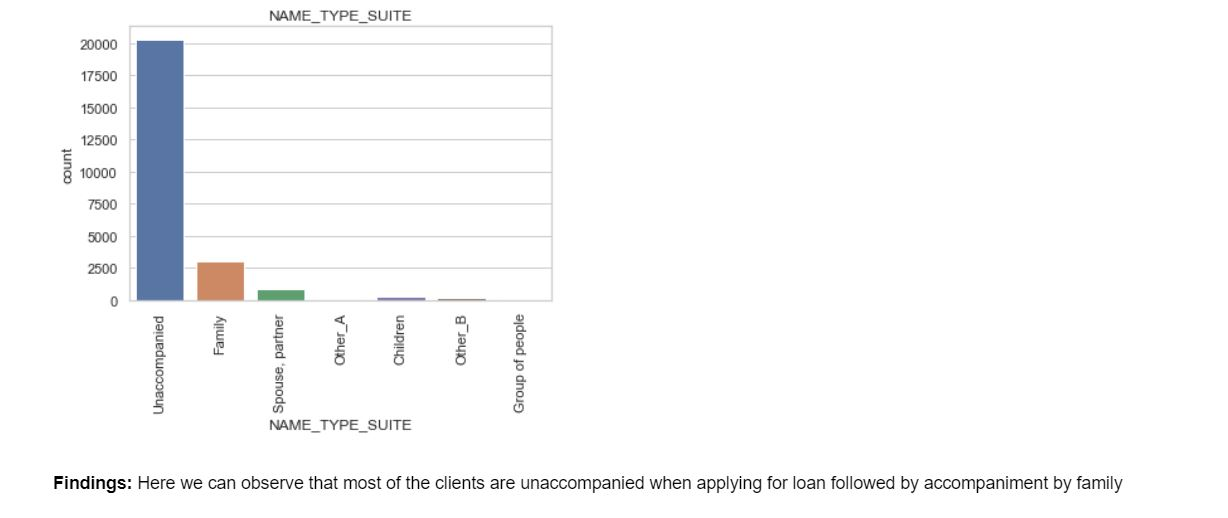 NAME_TYPE_SUITE
20000
17500
15000
12500
10000
7500
5000
2500
0
count
Unaccompanied
Family
Spouse, partner
Other_A
Children
Other_B
Group of people
NAME_TYPE_SUITE
Findings: Here we can observe that most of the clients are unaccompanied when applying for loan followed by accompaniment by family